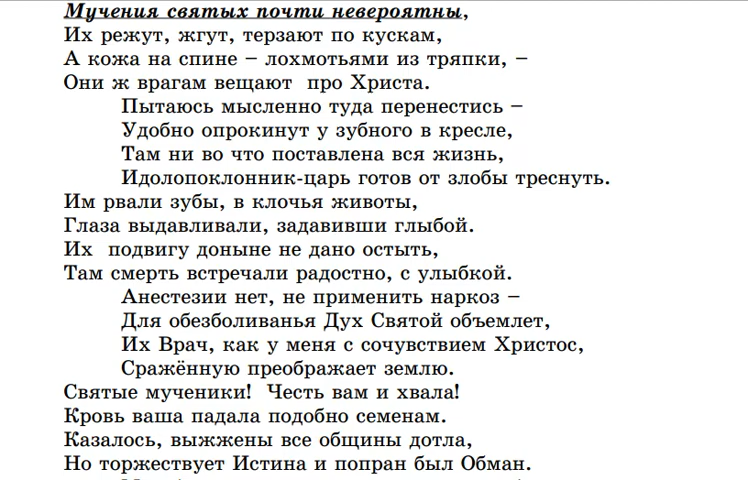 Мучения святых почти невероятны,
Их режут, жгут, терзают по кускам,
А кожа на спине – лохмотьями из тряпки, –
Они ж врагам вещают про Христа.
Пытаюсь мысленно туда перенестись –
Удобно опрокинут у зубного в кресле,
Там ни во что поставлена вся жизнь,
Идолопоклонник-царь готов от злобы треснуть.
Им рвали зубы, в клочья животы,
Глаза выдавливали, задавивши глыбой.
Их подвигу доныне не дано остыть,
Там смерть встречали радостно, с улыбкой.
Анестезии нет, не применить наркоз –
Для обезболиванья Дух Святой объемлет,
Их Врач, как у меня с сочувствием Христос,
Сражённую преображает землю.
Святые мученики! Честь вам и хвала!
Кровь ваша падала подобно семенам.
Казалось, выжжены все общины дотла,
Но торжествует Истина и попран был Обман.